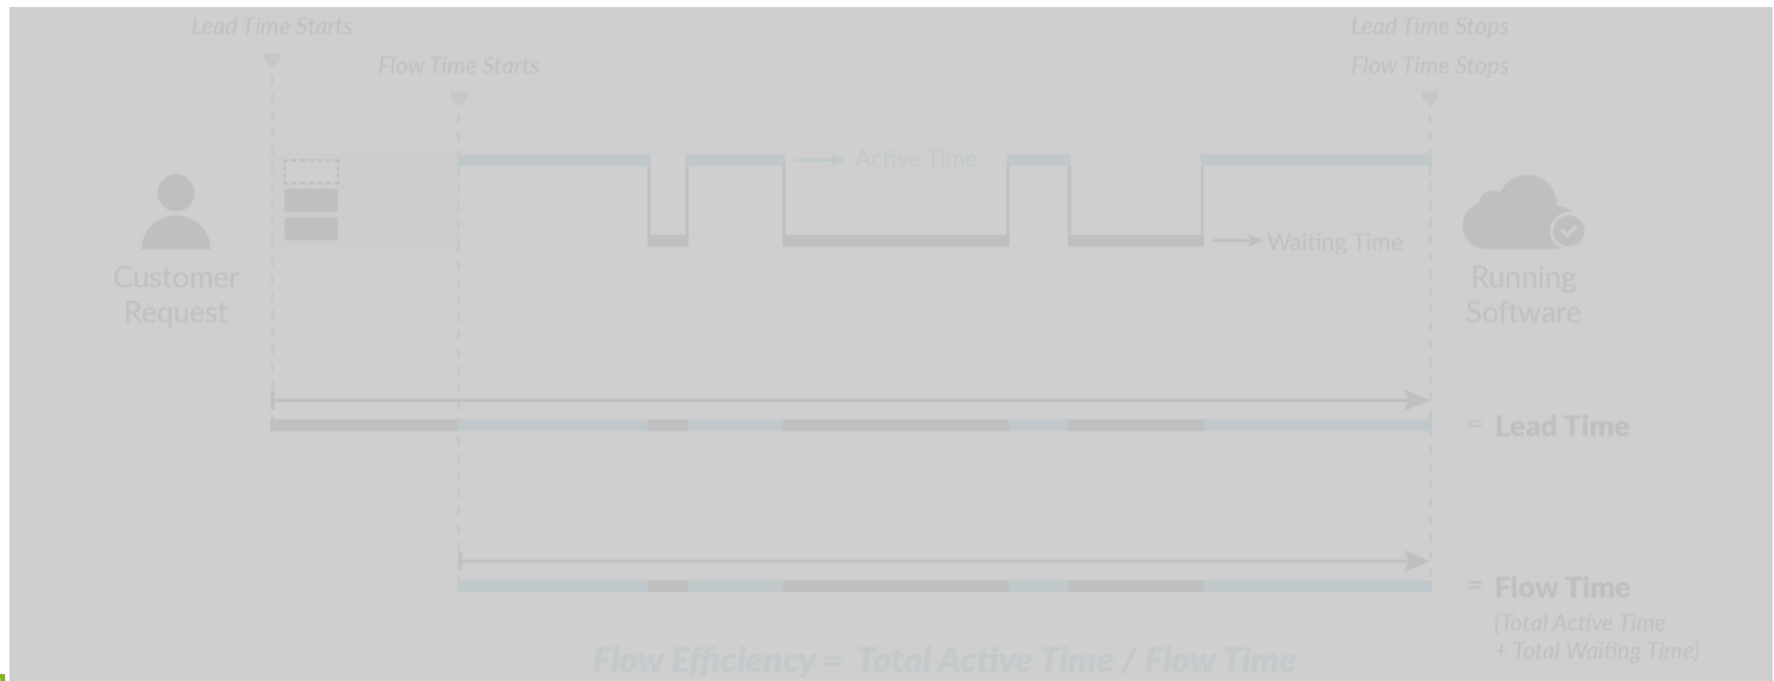 Lead Time Starts
Lead Time Stops
Flow Time Starts
Flow Time Stops
Active Time
Waiting Time
Customer
Request
Running
Software
= Lead Time
= Flow Time
(Total Active Time
+ Total Waiting Time)
Flow Efficiency = Total Active Time / Flow Time